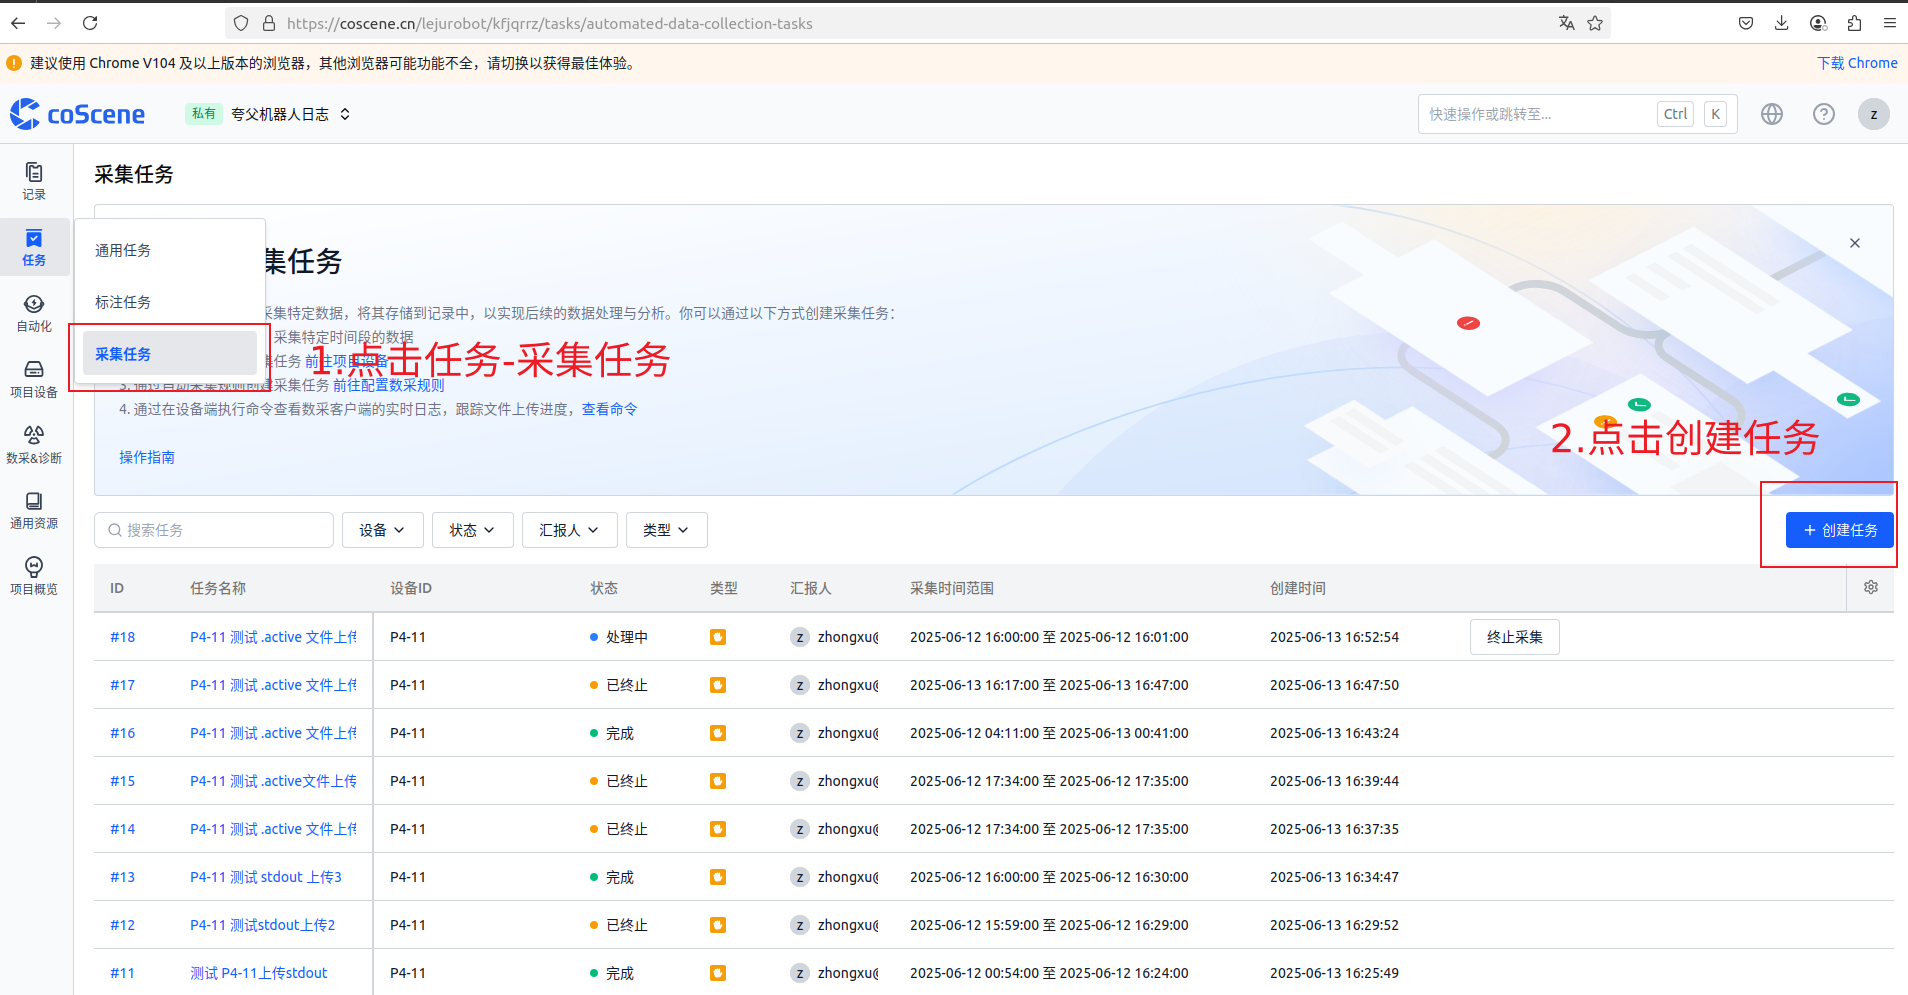 https://coscene.cn/lejurobot/kfjqrrz/tasks/automated-data-collection-tasks
建议使用 Chrome V104 及以上版本的浏览器，其他浏览器可能功能不全，请切换以获得最佳体验。
下载 Chrome
coScene
私有 夸父机器人日志
快速操作或跳转至... Ctrl K
z
记录
任务
自动化
项目设备
数采&诊断
通用资源
项目概览
采集任务
通用任务
标注任务
采集任务
集任务
采集特定数据，将其存储到记录中，以实现后续的数据处理与分析。你可以通过以下方式创建采集任务：
采集特定时间段的数据
集任务 前往项目设备
3. 通过自动采集规则创建采集任务 前往配置数采规则
4. 通过在设备端执行命令查看数采客户端的实时日志，跟踪文件上传进度，查看命令
操作指南
1.点击任务-采集任务
2.点击创建任务
搜索任务 设备 状态 汇报人 类型
+ 创建任务
ID 任务名称 设备ID 状态 类型 汇报人 采集时间范围 创建时间
#18 P4-11 测试 .active 文件上传 P4-11 处理中 z zhongxu@ 2025-06-12 16:00:00 至 2025-06-12 16:01:00 2025-06-13 16:52:54 终止采集
#17 P4-11 测试 .active 文件上传 P4-11 已终止 z zhongxu@ 2025-06-13 16:17:00 至 2025-06-13 16:47:00 2025-06-13 16:47:50
#16 P4-11 测试 .active 文件上传 P4-11 完成 z zhongxu@ 2025-06-12 04:11:00 至 2025-06-13 00:41:00 2025-06-13 16:43:24
#15 P4-11 测试 .active文件上传 P4-11 已终止 z zhongxu@ 2025-06-12 17:34:00 至 2025-06-12 17:35:00 2025-06-13 16:39:44
#14 P4-11 测试 .active 文件上传 P4-11 已终止 z zhongxu@ 2025-06-12 17:34:00 至 2025-06-12 17:35:00 2025-06-13 16:37:35
#13 P4-11 测试 stdout 上传3 P4-11 完成 z zhongxu@ 2025-06-12 16:00:00 至 2025-06-12 16:30:00 2025-06-13 16:34:47
#12 P4-11 测试stdout上传2 P4-11 已终止 z zhongxu@ 2025-06-12 15:59:00 至 2025-06-12 16:29:00 2025-06-13 16:29:52
#11 测试 P4-11上传stdout P4-11 完成 z zhongxu@ 2025-06-12 00:54:00 至 2025-06-12 16:24:00 2025-06-13 16:25:49